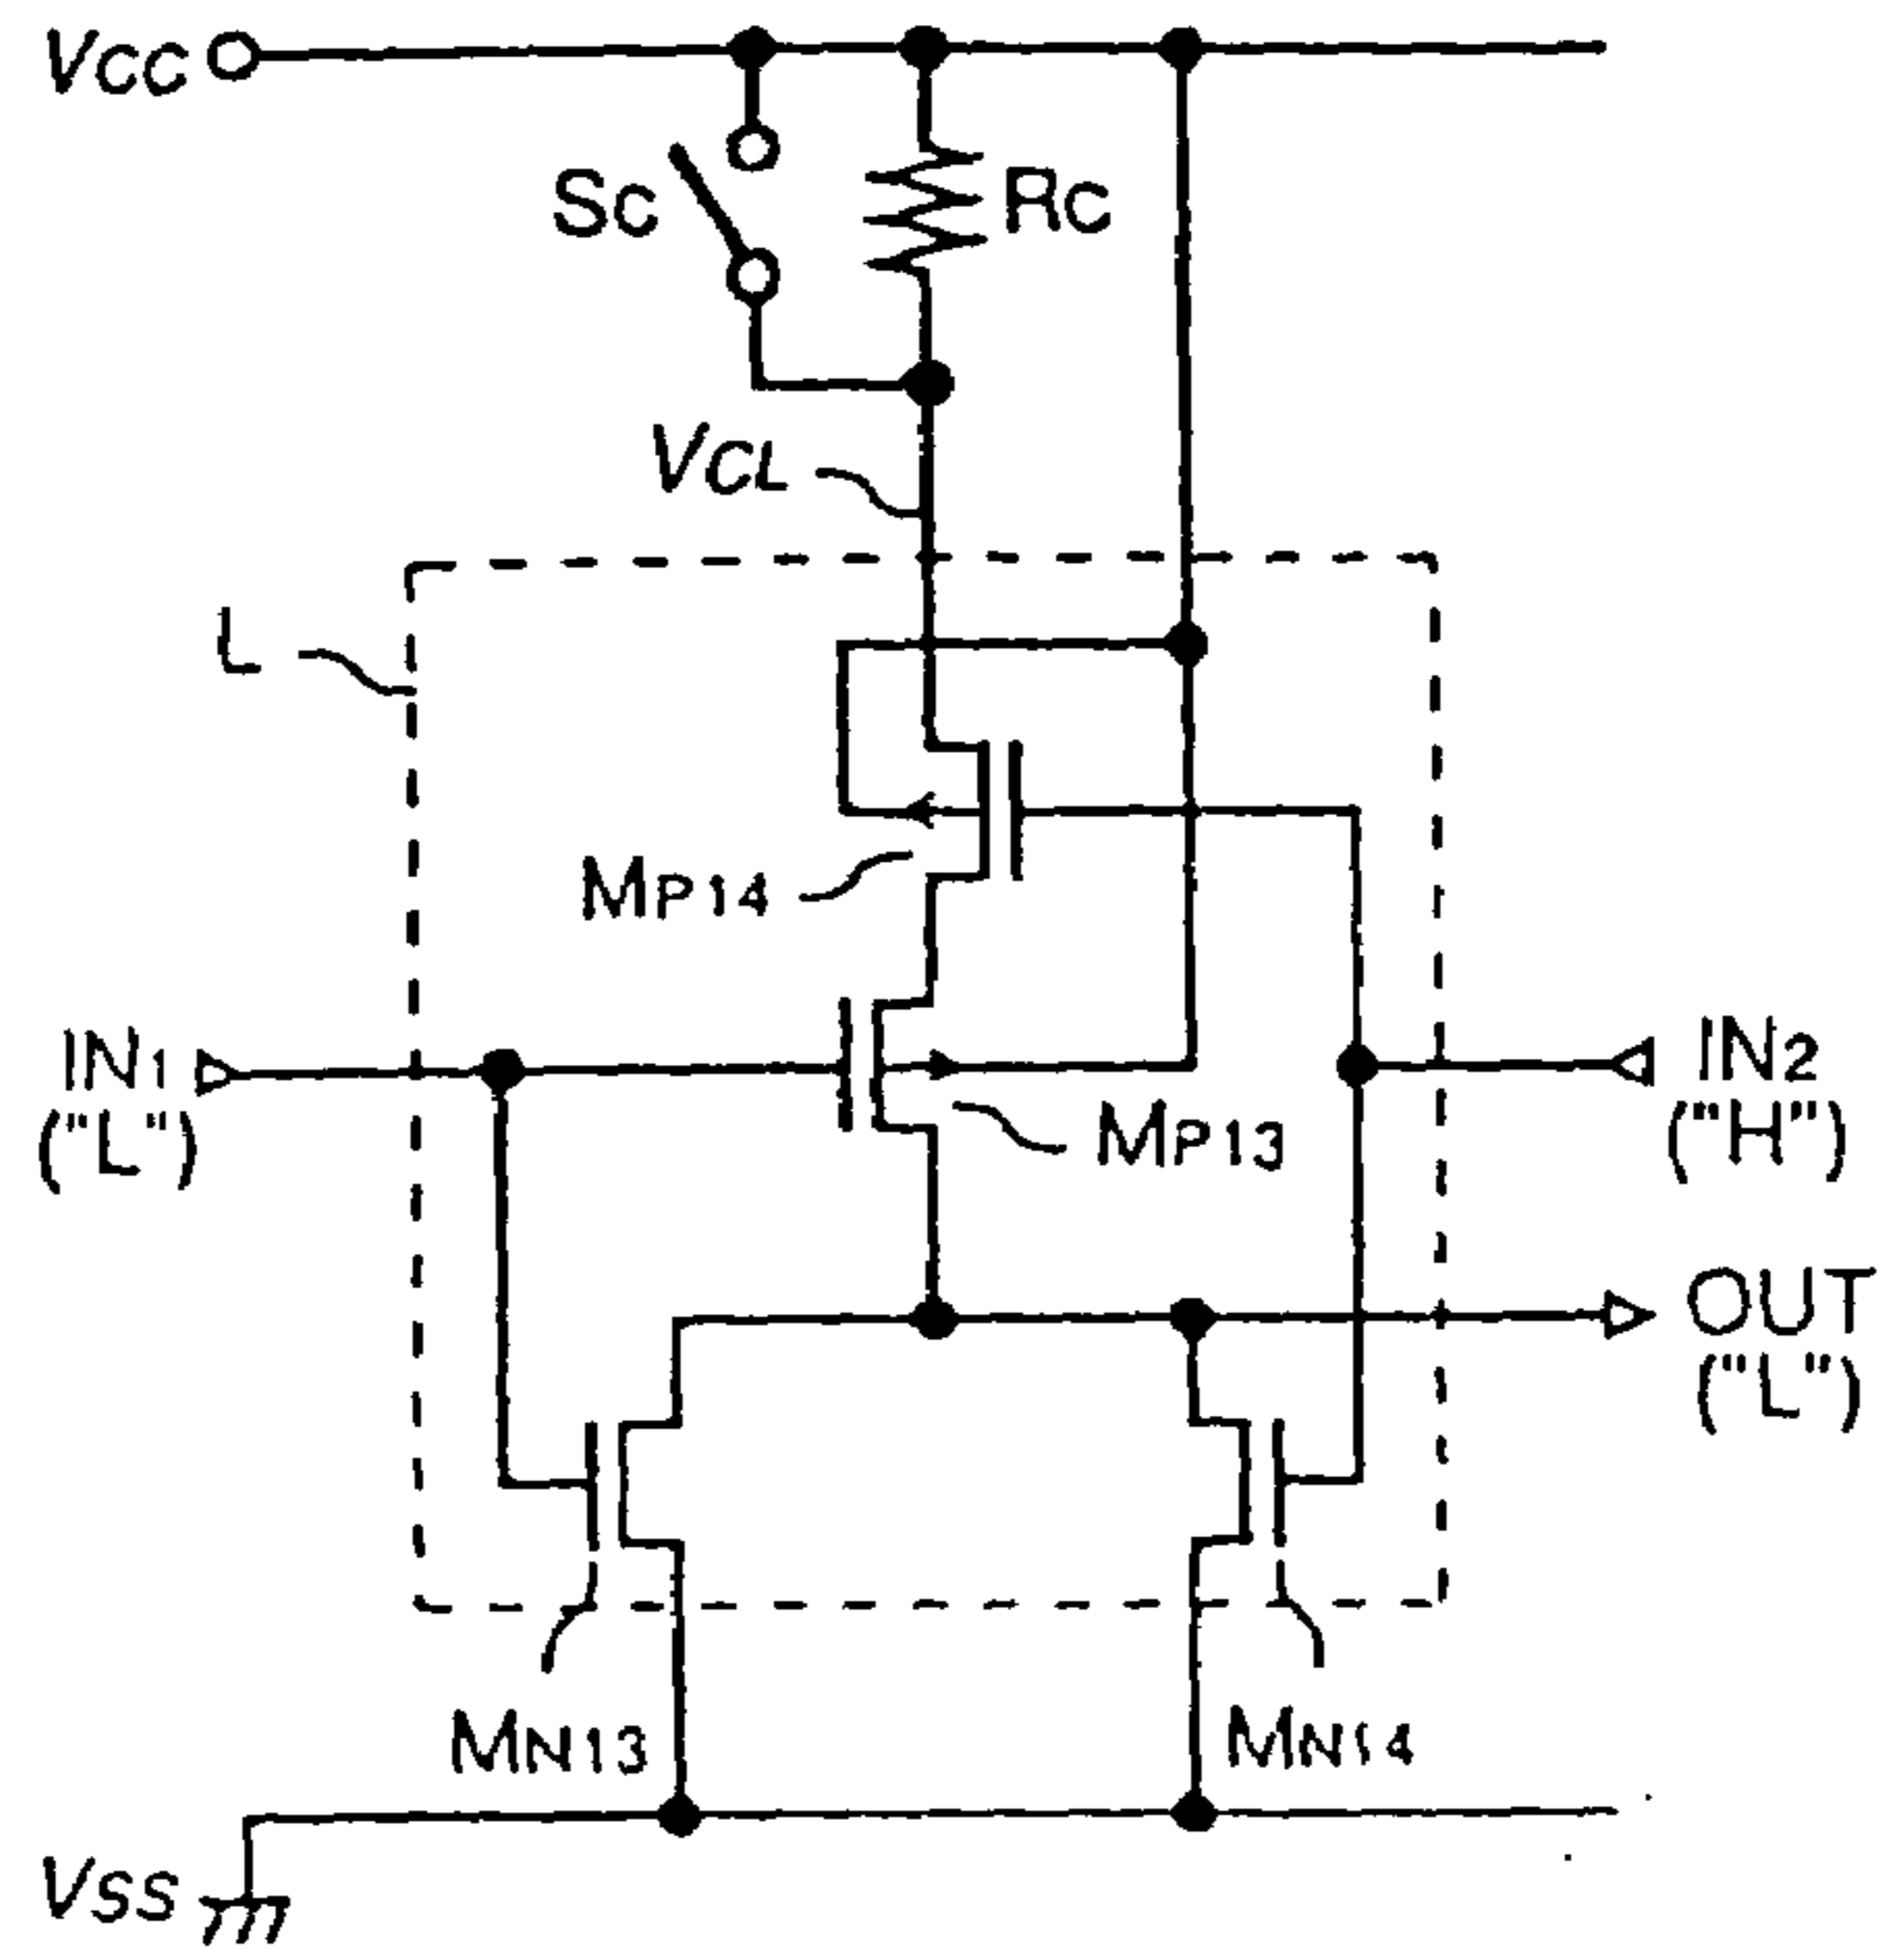 VCC
SC
RC
VCL
L
MP14
IN1
("L")
IN2
("H")
MP13
OUT
("L")
MN13
MN14
VSS